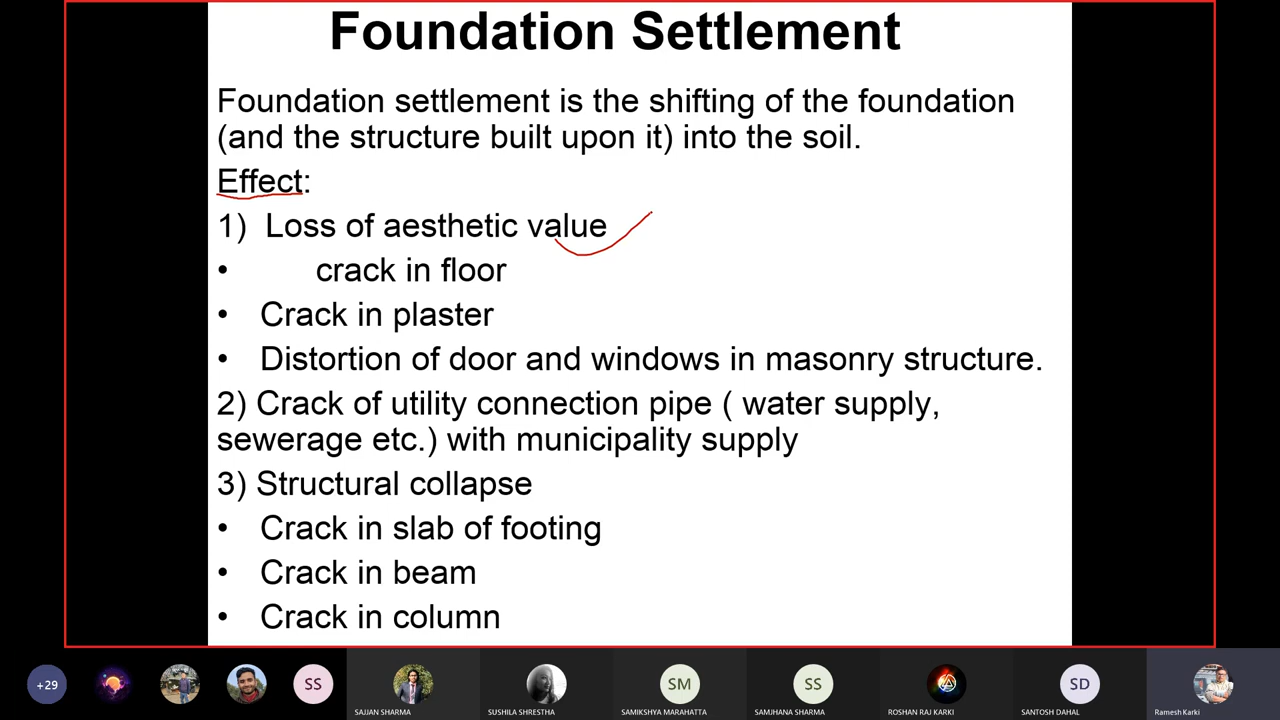 Foundation Settlement
Foundation settlement is the shifting of the foundation
(and the structure built upon it) into the soil.
Effect:
1) Loss of aesthetic value
• crack in floor
• Crack in plaster
• Distortion of door and windows in masonry structure.
2) Crack of utility connection pipe ( water supply,
sewerage etc.) with municipality supply
3) Structural collapse
• Crack in slab of footing
• Crack in beam
• Crack in column
+29
SS
SM
SS
SD
SAJJAN SHARMA
SUSHILA SHRESTHA
SAMIKSHYA MARAHATTA
SAMJHANA SHARMA
ROSHAN RAJ KARKI
SANTOSH DAHAL
Ramesh Karki